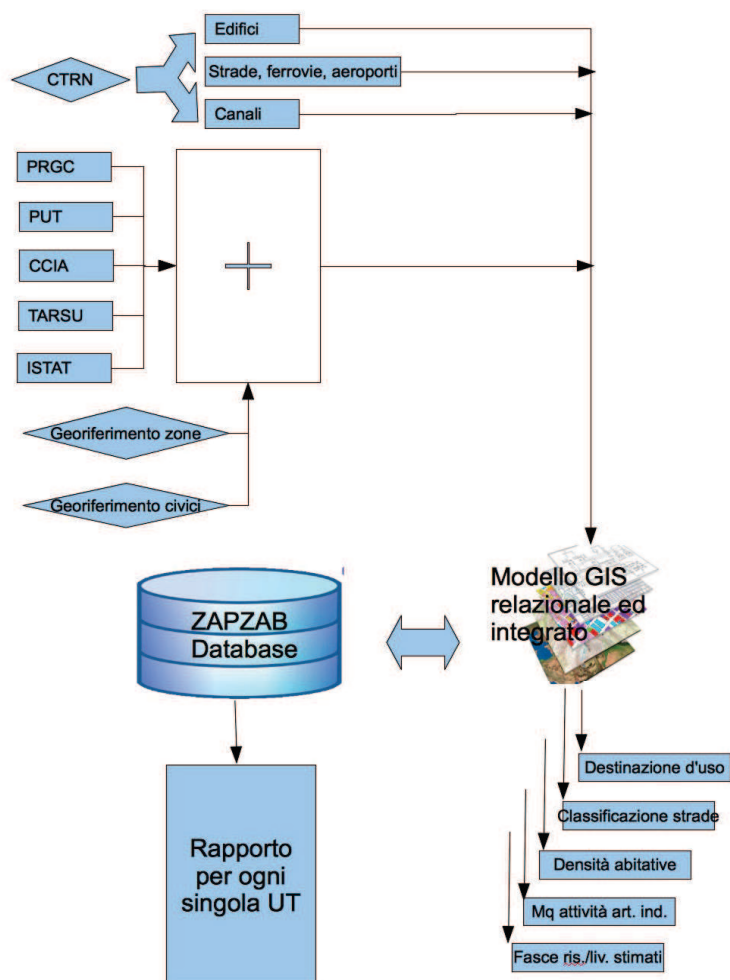 Edifici
CTRN
Strade, ferrovie, aeroporti
Canali
PRGC
PUT
CCIA
TARSU
ISTAT
Georiferimento zone
Georiferimento civici
ZAPZAB
Database
Modello GIS
relazionale ed
integrato
Destinazione d'uso
Classificazione strade
Densità abitative
Mq attività art. ind.
Fasce ris./liv. stimati
Rapporto
per ogni
singola UT